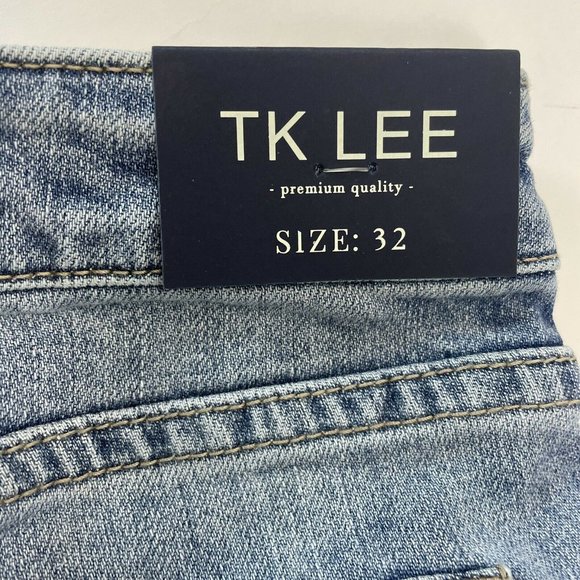 TK LEE
- premium quality -
SIZE: 32